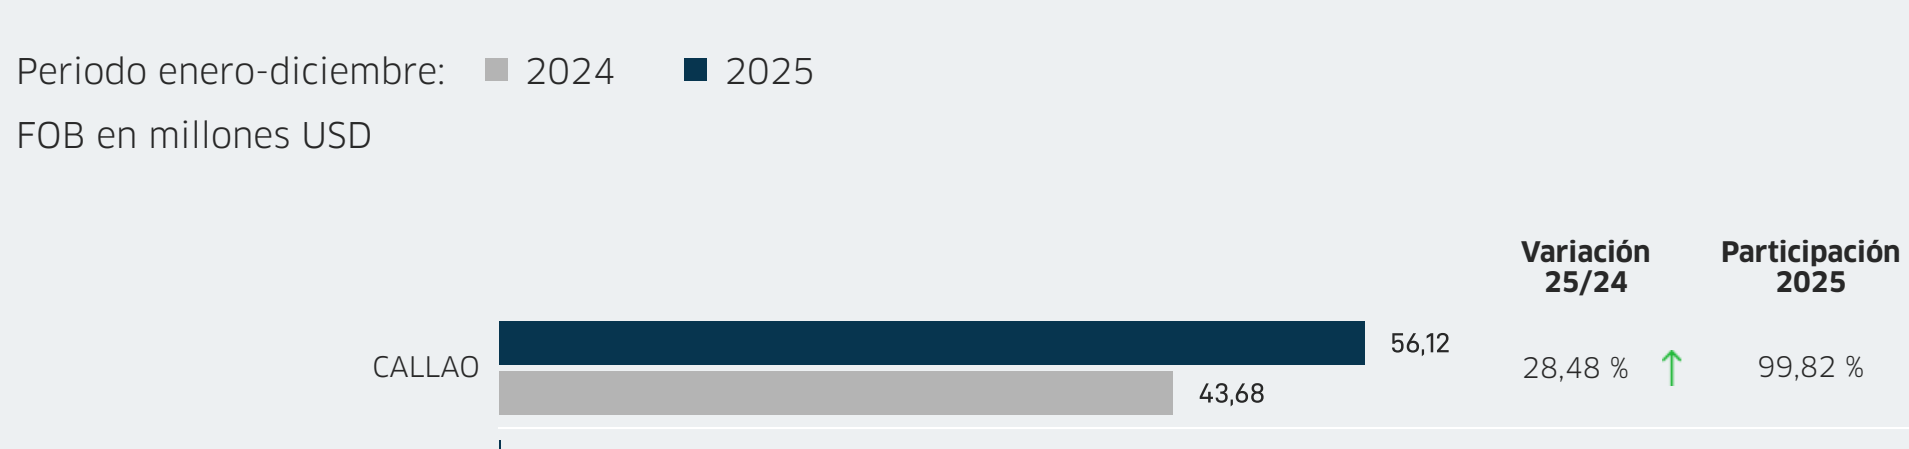 Periodo enero-diciembre: 2024 2025
FOB en millones USD
Variación
25/24
Participación
2025
CALLAO
56,12
43,68
28,48 %
99,82 %